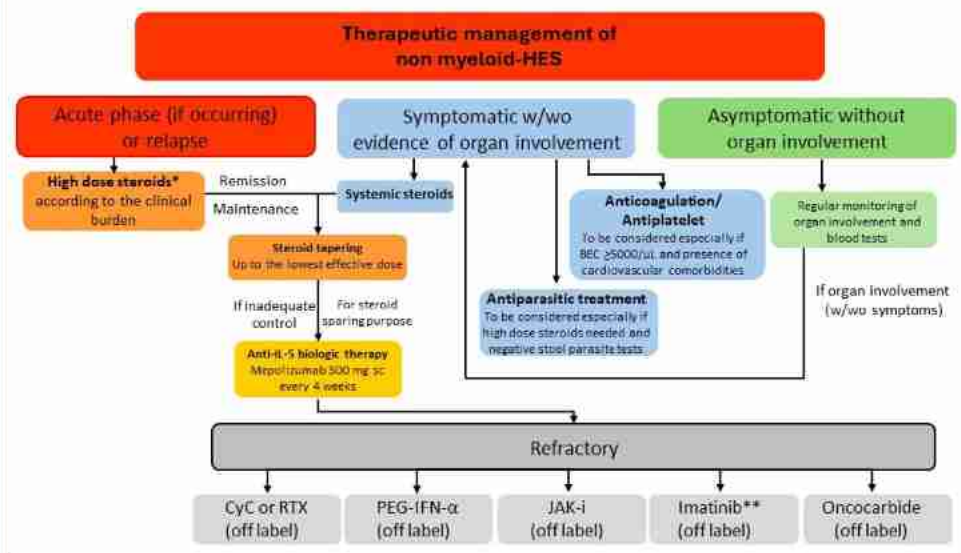 Therapeutic management of
non myeloid-HES
Acute phase (if occurring)
or relapse
Symptomatic w/wo
evidence of organ involvement
Asymptomatic without
organ involvement
High dose steroids*
according to the clinical
burden
Remission
Maintenance
Systemic steroids
Anticoagulation/
Antiplatelet
To be considered especially if
BEC ≥5000/uL and presence of
cardiovascular comorbidities
Regular monitoring of
organ involvement and
blood tests
Steroid tapering
Up to the lowest effective dose
If inadequate
control
For steroid
sparing purpose
Antiparasitic treatment
To be considered especially if
high dose steroids needed and
negative stool parasite tests
If organ involvement
(w/wo symptoms)
Anti-IL-5 biologic therapy
Mepolizumab 300 mg sc
every 4 weeks
Refractory
CyC or RTX
(off label)
PEG-IFN-α
(off label)
JAK-i
(off label)
Imatinib**
(off label)
Oncocarbide
(off label)